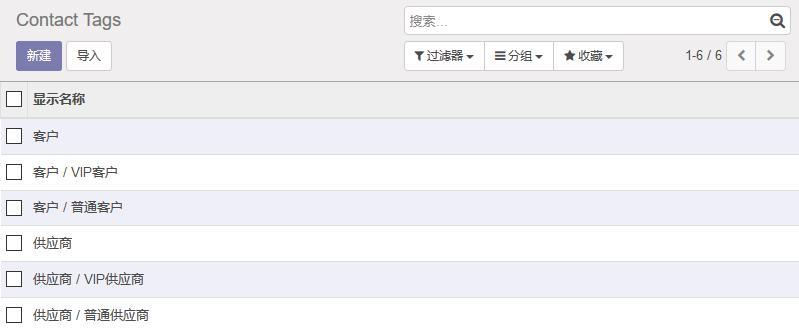 Contact Tags
搜索...
新建 导入 过滤器 分组 收藏 1-6 / 6
显示名称
客户
客户 / VIP客户
客户 / 普通客户
供应商
供应商 / VIP供应商
供应商 / 普通供应商